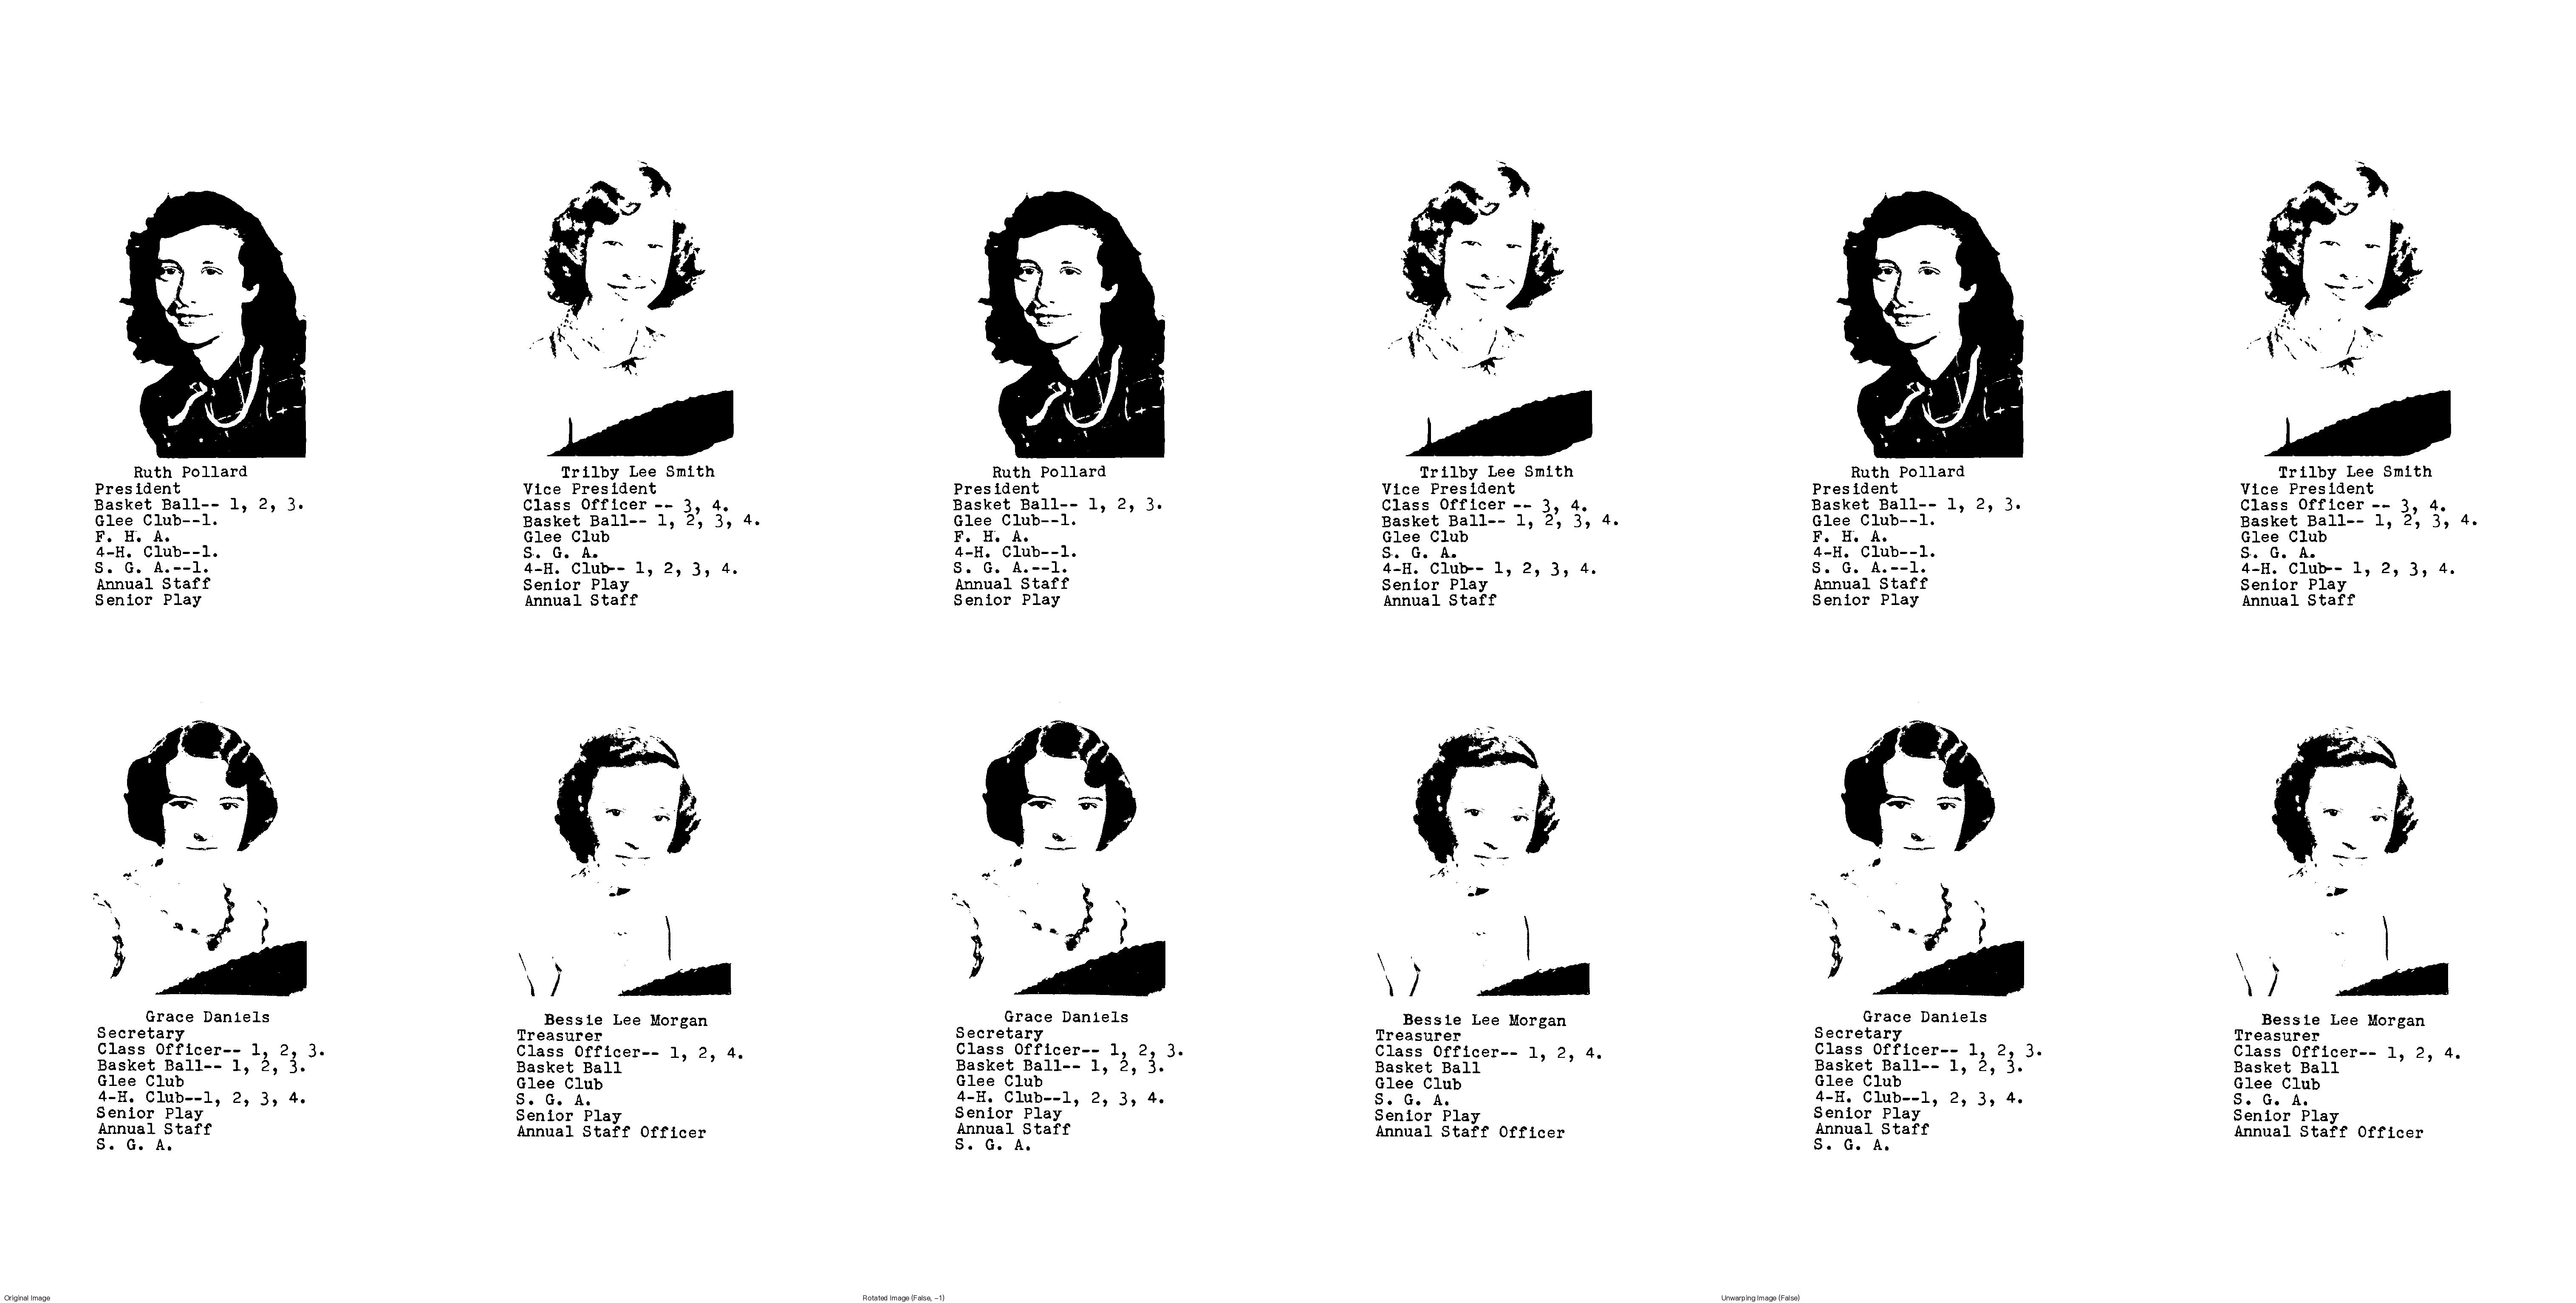 Ruth Pollard
President
Basket Ball-- 1, 2, 3.
Glee Club--1.
F. H. A.
4-H. Club--1.
S. G. A.--1.
Annual Staff
Senior Play
Trilby Lee Smith
Vice President
Class Officer -- 3, 4.
Basket Ball-- 1, 2, 3, 4.
Glee Club
S. G. A.
4-H. Club-- 1, 2, 3, 4.
Senior Play
Annual Staff
Grace Daniels
Secretary
Class Officer-- 1, 2, 3.
Basket Ball-- 1, 2, 3.
Glee Club
4-H. Club--1, 2, 3, 4.
Senior Play
Annual Staff
S. G. A.
Bessie Lee Morgan
Treasurer
Class Officer-- 1, 2, 4.
Basket Ball
Glee Club
S. G. A.
Senior Play
Annual Staff Officer
Original Image
Ruth Pollard
President
Basket Ball-- 1, 2, 3.
Glee Club--1.
F. H. A.
4-H. Club--1.
S. G. A.--1.
Annual Staff
Senior Play
Trilby Lee Smith
Vice President
Class Officer -- 3, 4.
Basket Ball-- 1, 2, 3, 4.
Glee Club
S. G. A.
4-H. Club-- 1, 2, 3, 4.
Senior Play
Annual Staff
Grace Daniels
Secretary
Class Officer-- 1, 2, 3.
Basket Ball-- 1, 2, 3.
Glee Club
4-H. Club--1, 2, 3, 4.
Senior Play
Annual Staff
S. G. A.
Bessie Lee Morgan
Treasurer
Class Officer-- 1, 2, 4.
Basket Ball
Glee Club
S. G. A.
Senior Play
Annual Staff Officer
Rotated Image (False, -1)
Ruth Pollard
President
Basket Ball-- 1, 2, 3.
Glee Club--1.
F. H. A.
4-H. Club--1.
S. G. A.--1.
Annual Staff
Senior Play
Trilby Lee Smith
Vice President
Class Officer -- 3, 4.
Basket Ball-- 1, 2, 3, 4.
Glee Club
S. G. A.
4-H. Club-- 1, 2, 3, 4.
Senior Play
Annual Staff
Grace Daniels
Secretary
Class Officer-- 1, 2, 3.
Basket Ball-- 1, 2, 3.
Glee Club
4-H. Club--1, 2, 3, 4.
Senior Play
Annual Staff
S. G. A.
Bessie Lee Morgan
Treasurer
Class Officer-- 1, 2, 4.
Basket Ball
Glee Club
S. G. A.
Senior Play
Annual Staff Officer
Unwarping Image (False)